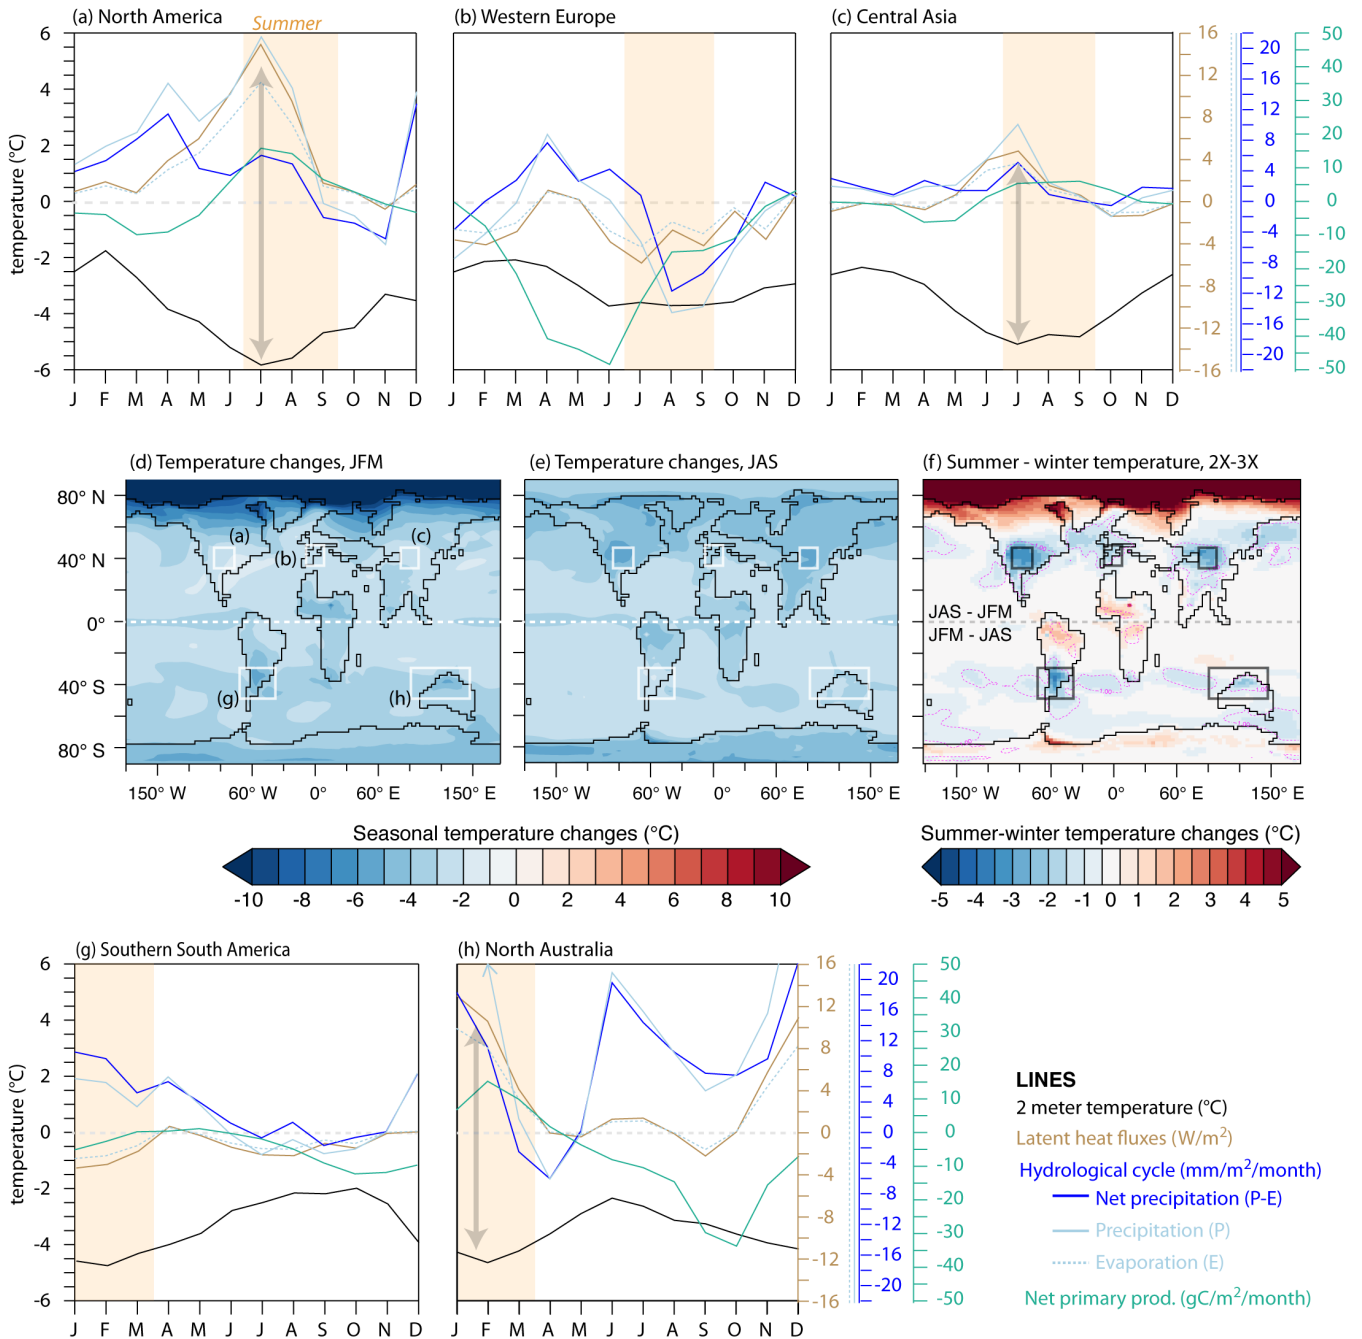 (a) North America
(b) Western Europe
(c) Central Asia
Summer
temperature (°C)
6
4
2
0
-2
-4
-6
16
12
8
4
0
-4
-8
-12
-16
20
16
12
8
4
0
-4
-8
-12
-16
-20
50
40
30
20
10
0
-10
-20
-30
-40
-50
J F M A M J J A S O N D
J F M A M J J A S O N D
J F M A M J J A S O N D
(d) Temperature changes, JFM
(e) Temperature changes, JAS
(f) Summer - winter temperature, 2X-3X
80° N
40° N
0°
40° S
80° S
(a)
(b)
(c)
(g)
(h)
JAS - JFM
JFM - JAS
150° W 60° W 0° 60° E 150° E
150° W 60° W 0° 60° E 150° E
150° W 60° W 0° 60° E 150° E
Seasonal temperature changes (°C)
-10 -8 -6 -4 -2 0 2 4 6 8 10
Summer-winter temperature changes (°C)
-5 -4 -3 -2 -1 0 1 2 3 4 5
(g) Southern South America
(h) North Australia
temperature (°C)
6
4
2
0
-2
-4
-6
16
12
8
4
0
-4
-8
-12
-16
20
16
12
8
4
0
-4
-8
-12
-16
-20
50
40
30
20
10
0
-10
-20
-30
-40
-50
J F M A M J J A S O N D
J F M A M J J A S O N D
LINES
2 meter temperature (°C)
Latent heat fluxes (W/m²)
Hydrological cycle (mm/m²/month)
Net precipitation (P-E)
Precipitation (P)
Evaporation (E)
Net primary prod. (gC/m²/month)